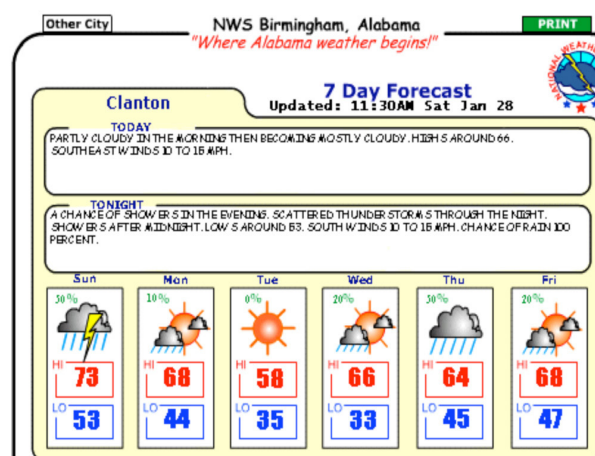 Other City
NWS Birmingham, Alabama
PRINT
"Where Alabama weather begins!"
NATIONAL WEATHER
7 Day Forecast
Clanton
Updated: 11:30AM Sat Jan 28
TODAY
PARTLY CLOUDY IN THE MORNING THEN BECOMING MOSTLY CLOUDY. HIGHS AROUND 66.
SOUTHEAST WINDS 10 TO 15 MPH.
TONIGHT
A CHANCE OF SHOWERS IN THE EVENING. SCATTERED THUNDERSTORMS THROUGH THE NIGHT.
SHOWERS AFTER MIDNIGHT. LOWS AROUND 53. SOUTH WINDS 10 TO 15 MPH. CHANCE OF RAIN 100
PERCENT.
Sun Mon Tue Wed Thu Fri
50% 10% 0% 20% 50% 20%
HI HI HI HI HI HI
73 68 58 66 64 68
LO LO LO LO LO LO
53 44 35 33 45 47